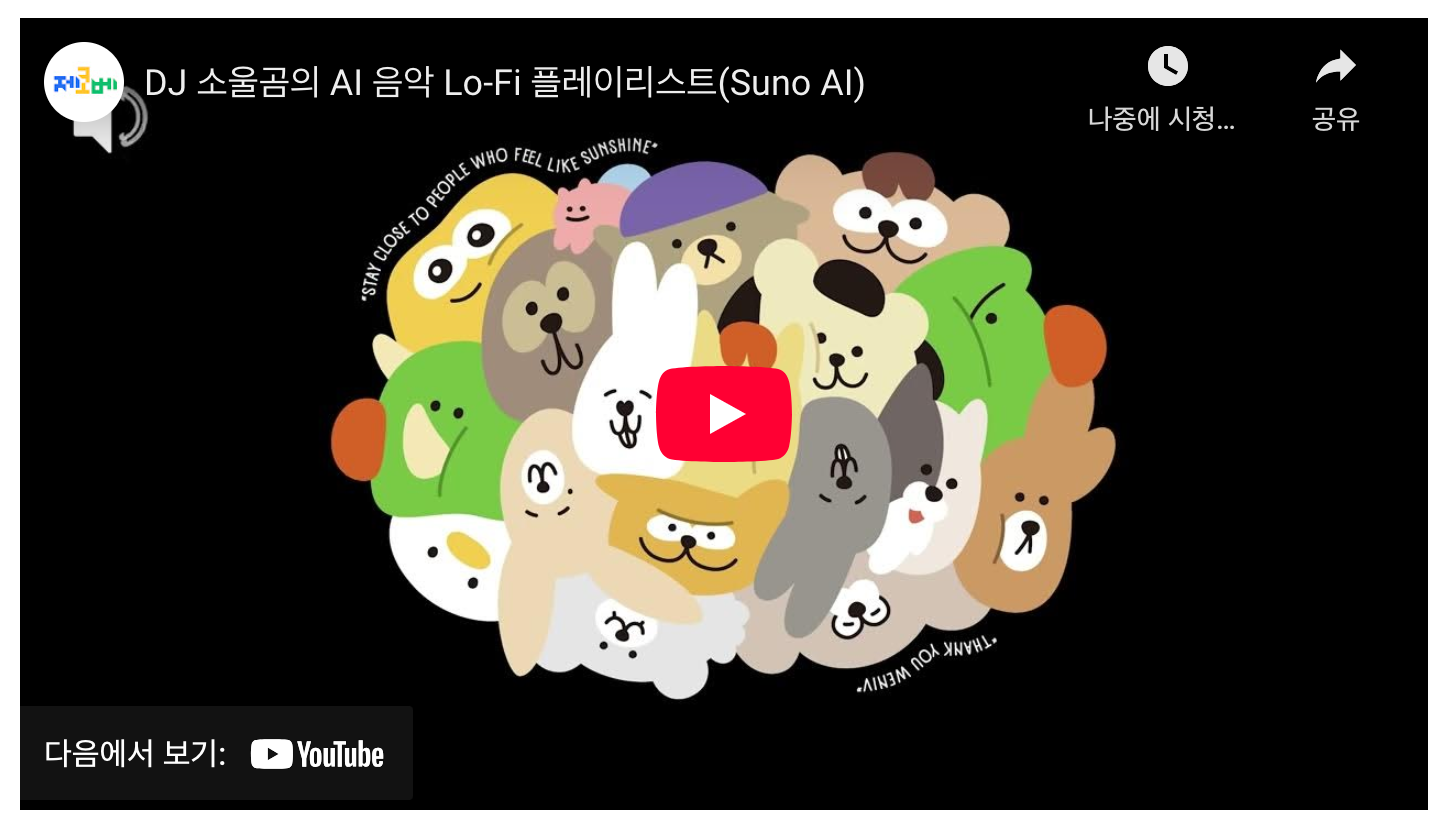 제코베
DJ 소울곰의 AI 음악 Lo-Fi 플레이리스트(Suno AI)
나중에 시청...
공유
"STAY CLOSE TO PEOPLE WHO FEEL LIKE SUNSHINE"
"THANK YOU WENIV"
다음에서 보기:
YouTube